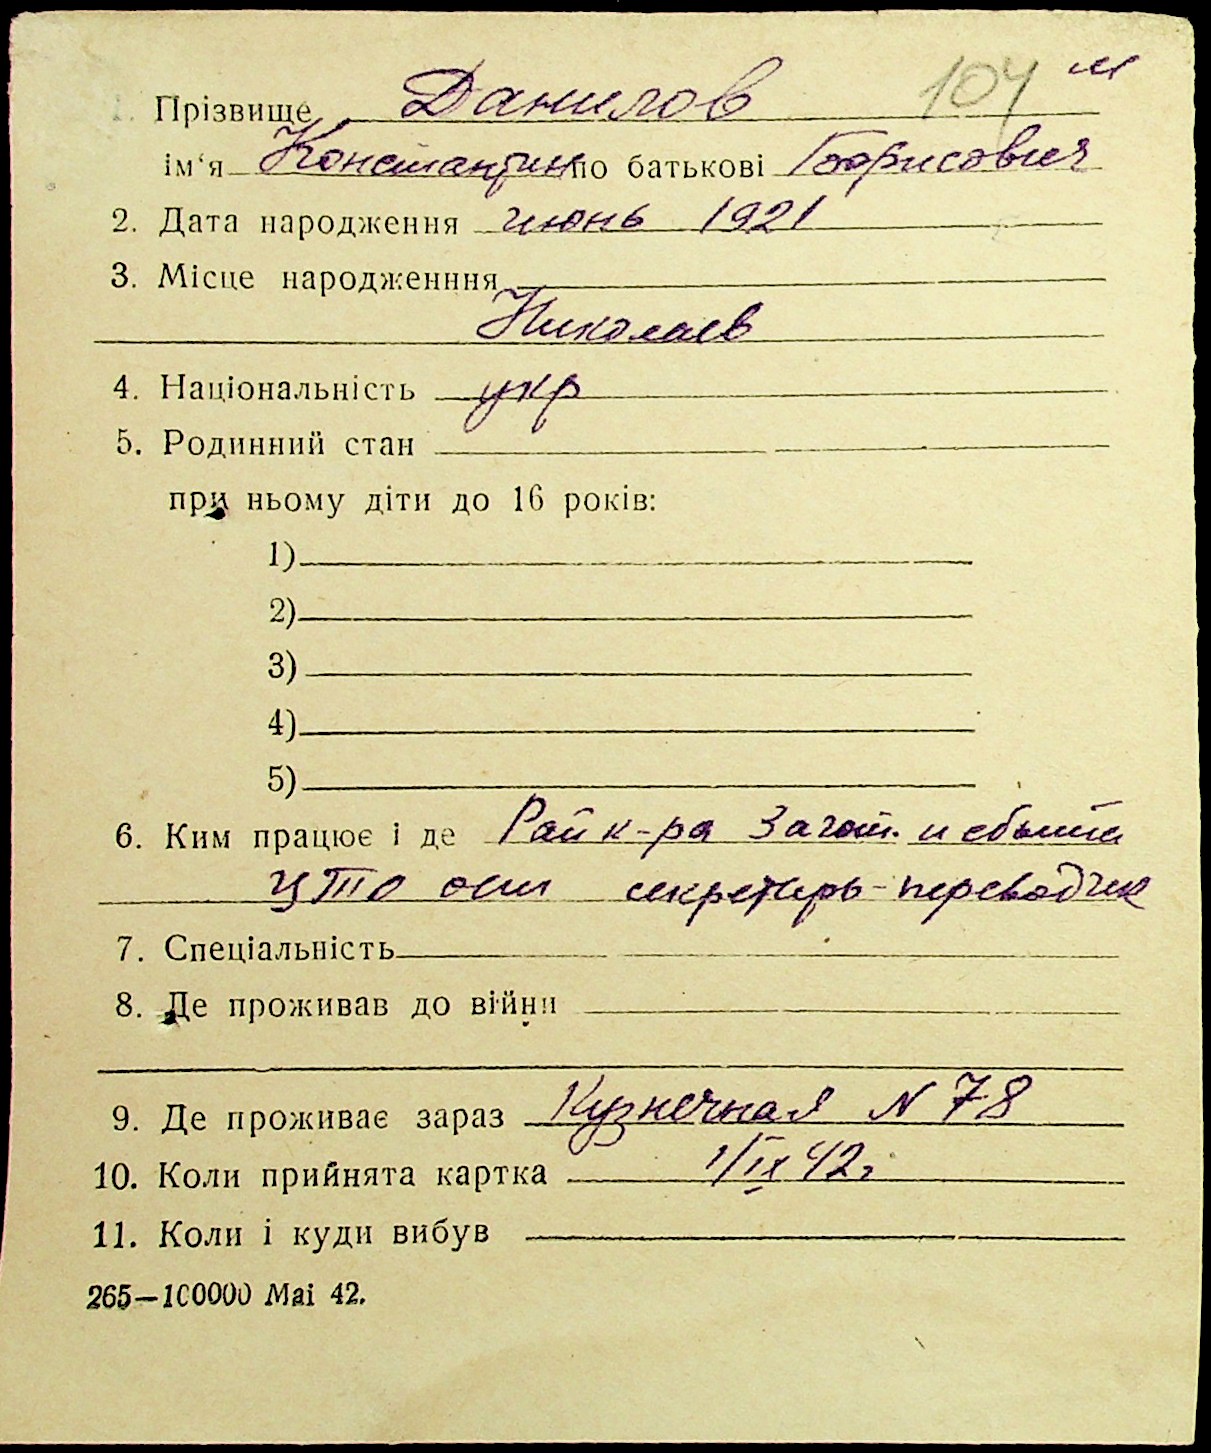 1. Прізвище Данилов 104 м
ім‘я Константин по батькові Борисович
2. Дата народження июнь 1921
3. Місце народженння
Николаев
4. Національність укр
5. Родинний стан
при ньому діти до 16 років:
1)
2)
3)
4)
5)
6. Ким працює і де Рай к-ра Загот. и сбыта
секретарь-переводчик
7. Спеціальність
8. Де проживав до війни
9. Де проживає зараз Кузнечная N 78
10. Коли прийнята картка 1/IX 42г
11. Коли і куди вибув
265—100000 Маі 42.